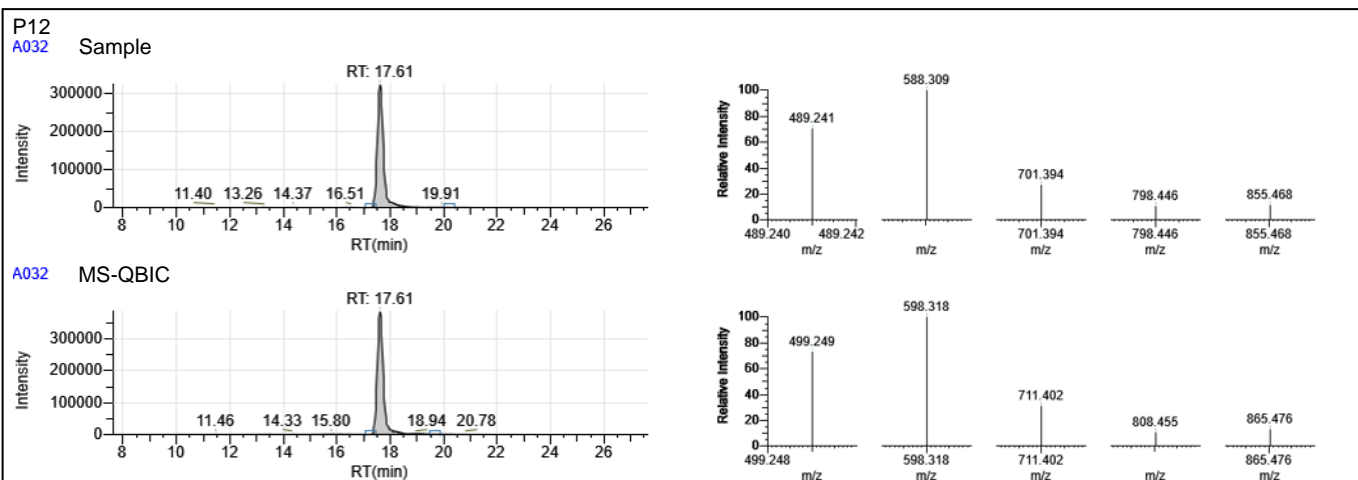 P12
A032 Sample
RT: 17.61
300000
200000
100000
0
Intensity
11.40 13.26 14.37 16.51 19.91
8 10 12 14 16 18 20 22 24 26
RT(min)
Relative Intensity
100
80
60
40
20
0
489.241
588.309
701.394
798.446
855.468
489.240 489.242 701.394 798.446 855.468
m/z m/z m/z m/z m/z
A032 MS-QBIC
RT: 17.61
300000
200000
100000
0
Intensity
11.46 14.33 15.80 18.94 20.78
8 10 12 14 16 18 20 22 24 26
RT(min)
Relative Intensity
100
80
60
40
20
0
499.249
598.318
711.402
808.455
865.476
499.248 598.318 711.402 865.476
m/z m/z m/z m/z m/z